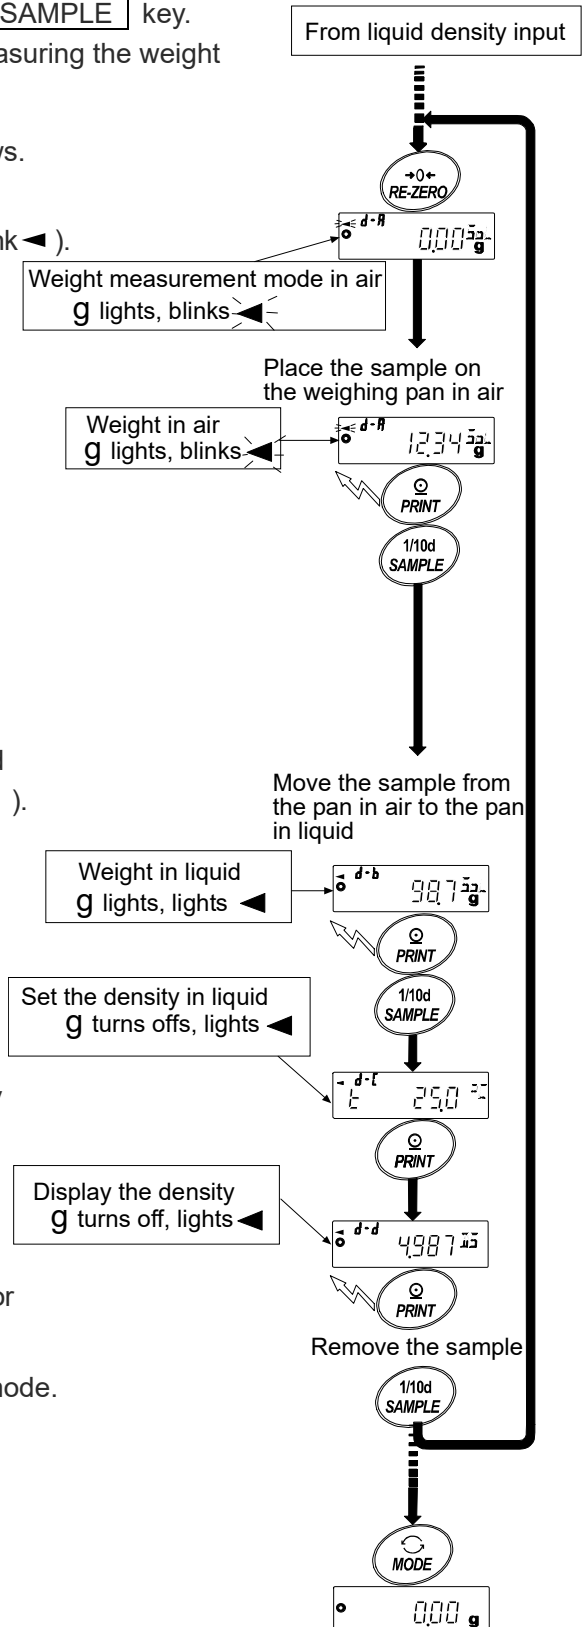 SAMPLE key.
From liquid density input
asuring the weight
ws.
→0←
RE-ZERO
nk ◄ ).
d-A
0.00 g
Weight measurement mode in air
g lights, blinks ◄
Place the sample on
the weighing pan in air
Weight in air
g lights, blinks ◄
d-A
12.34 g
PRINT
1/10d
SAMPLE
Move the sample from
the pan in air to the pan
in liquid
).
Weight in liquid
g lights, lights ◄
d-b
9.87 g
PRINT
1/10d
SAMPLE
Set the density in liquid
g turns offs, lights ◄
d-C
t 25.0
PRINT
Display the density
g turns off, lights ◄
d-d
4.987
PRINT
or
Remove the sample
1/10d
SAMPLE
node.
MODE
0.00 g